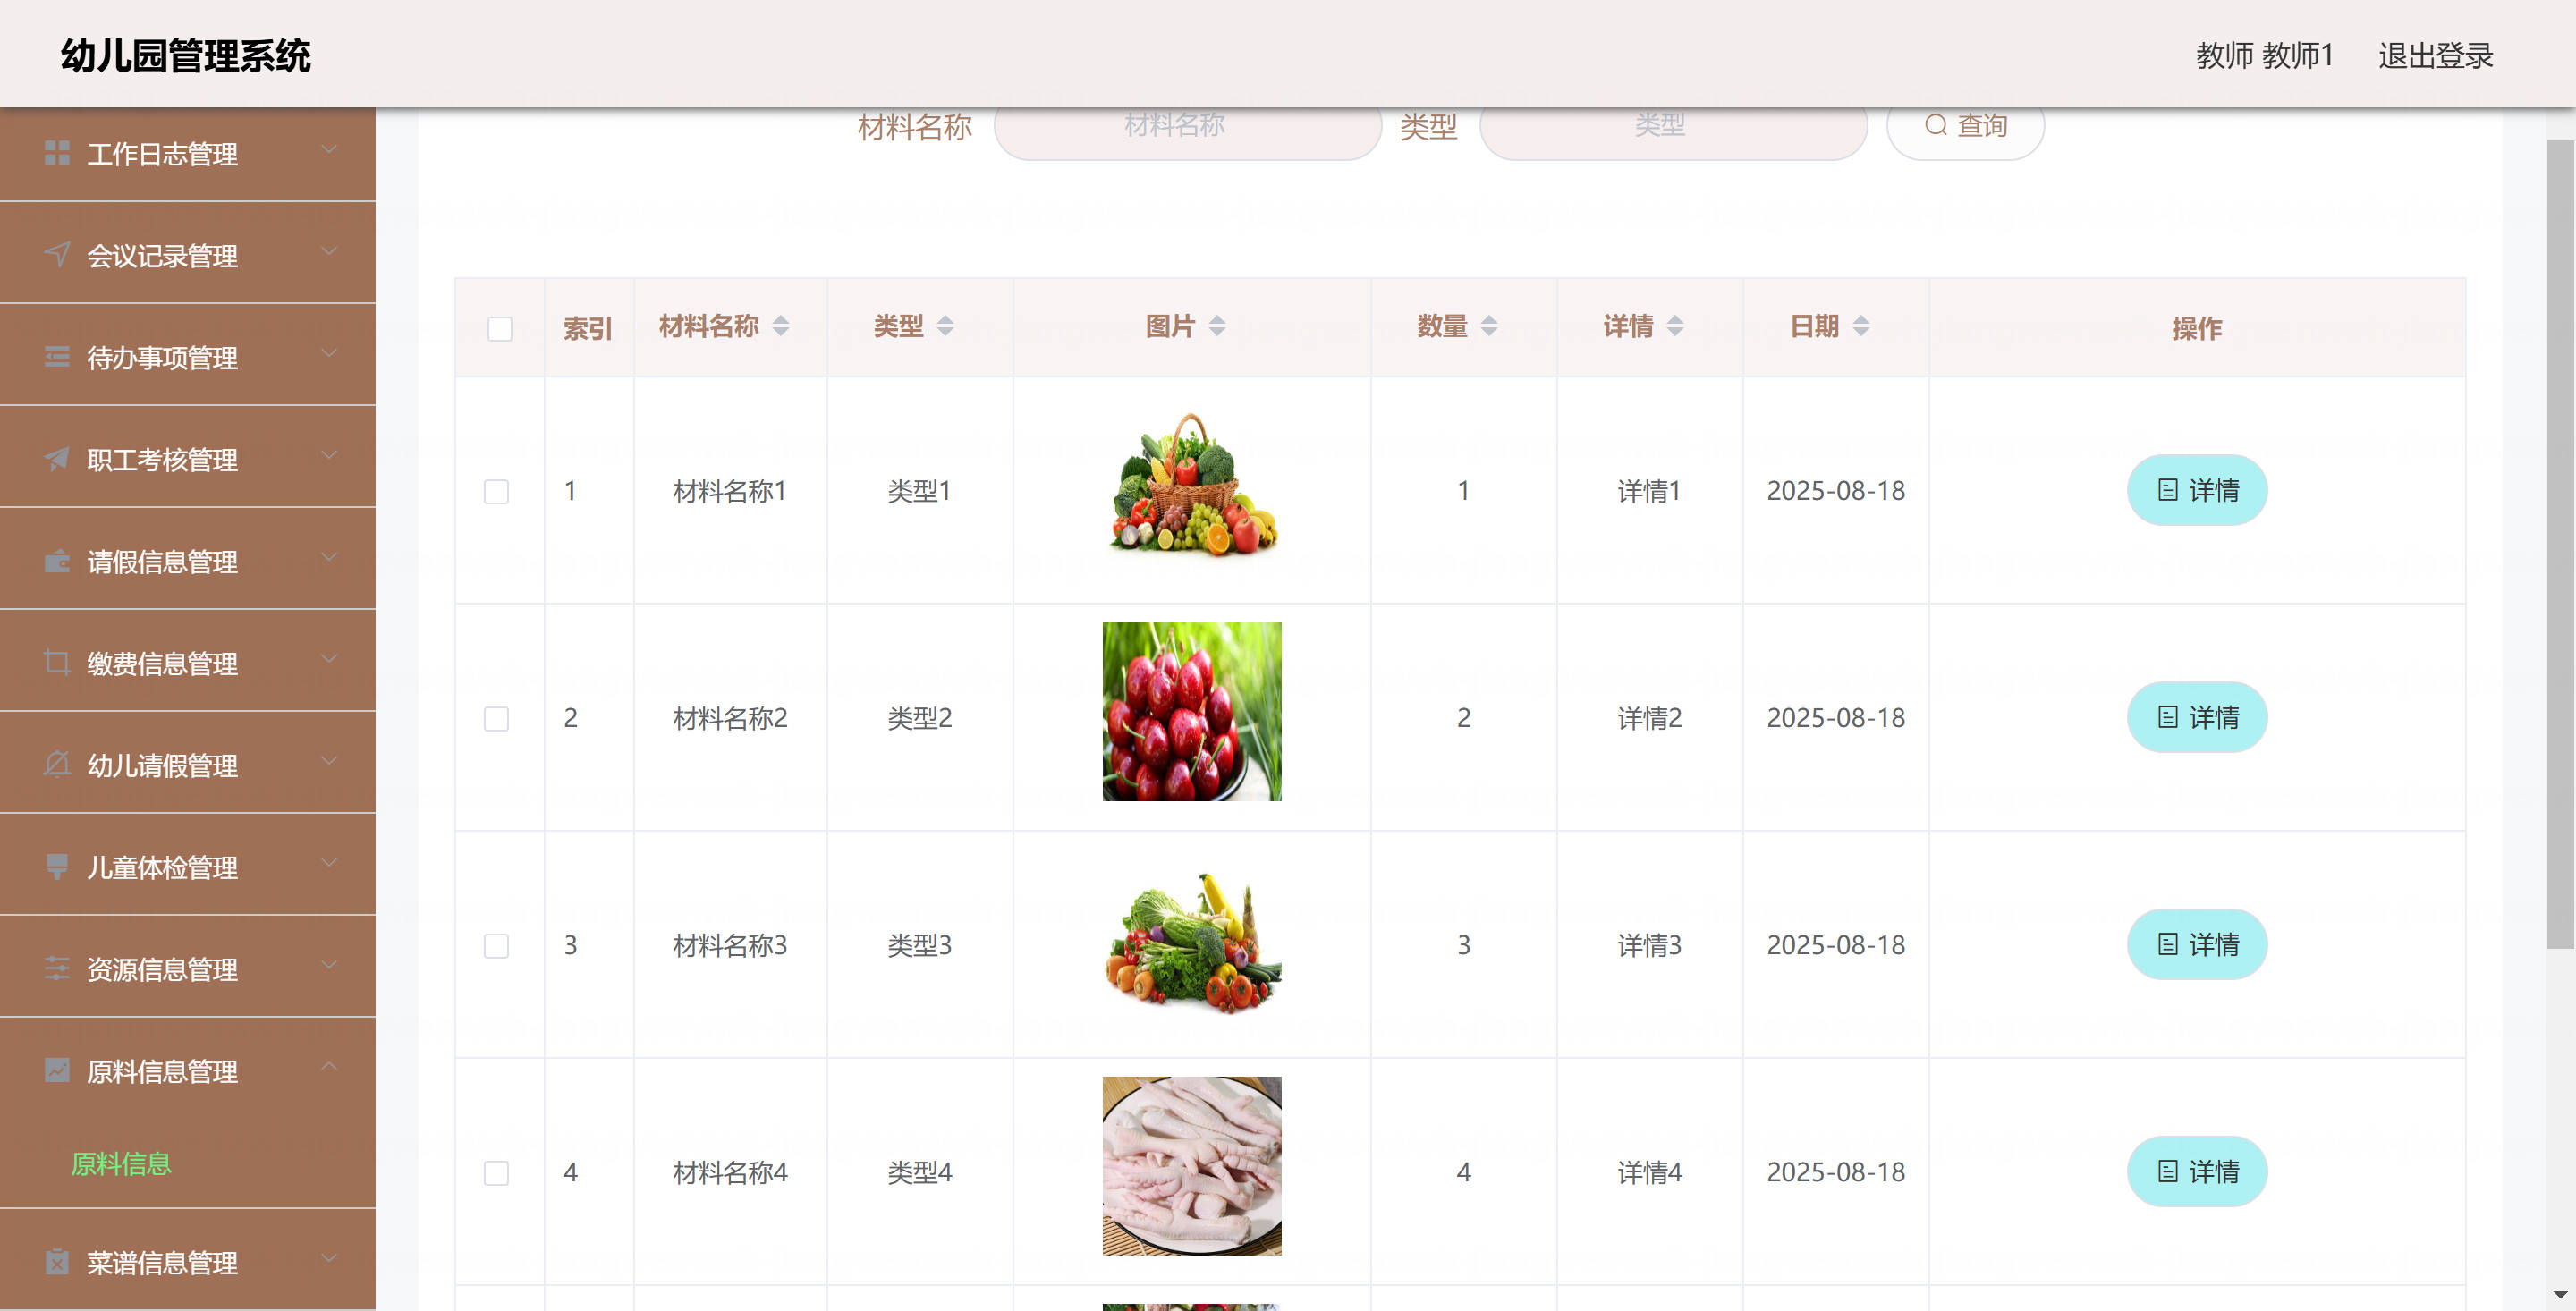 幼儿园管理系统
教师 教师1 退出登录
材料名称 材料名称 类型 类型 查询
工作日志管理
会议记录管理
待办事项管理
职工考核管理
请假信息管理
缴费信息管理
幼儿请假管理
儿童体检管理
资源信息管理
原料信息管理
原料信息
菜谱信息管理
索引 材料名称 类型 图片 数量 详情 日期 操作
1 材料名称1 类型1 1 详情1 2025-08-18 详情
2 材料名称2 类型2 2 详情2 2025-08-18 详情
3 材料名称3 类型3 3 详情3 2025-08-18 详情
4 材料名称4 类型4 4 详情4 2025-08-18 详情